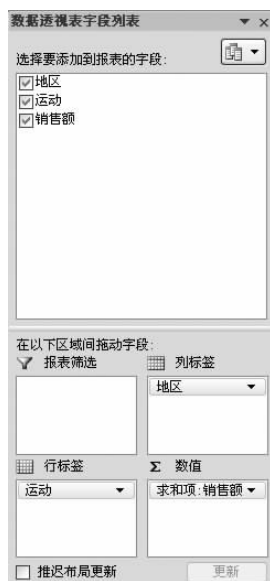 数据透视表字段列表
选择要添加到报表的字段:
地区
运动
销售额
在以下区域间拖动字段:
报表筛选 列标签
地区
行标签 Σ 数值
运动 求和项:销售额
推迟布局更新 更新